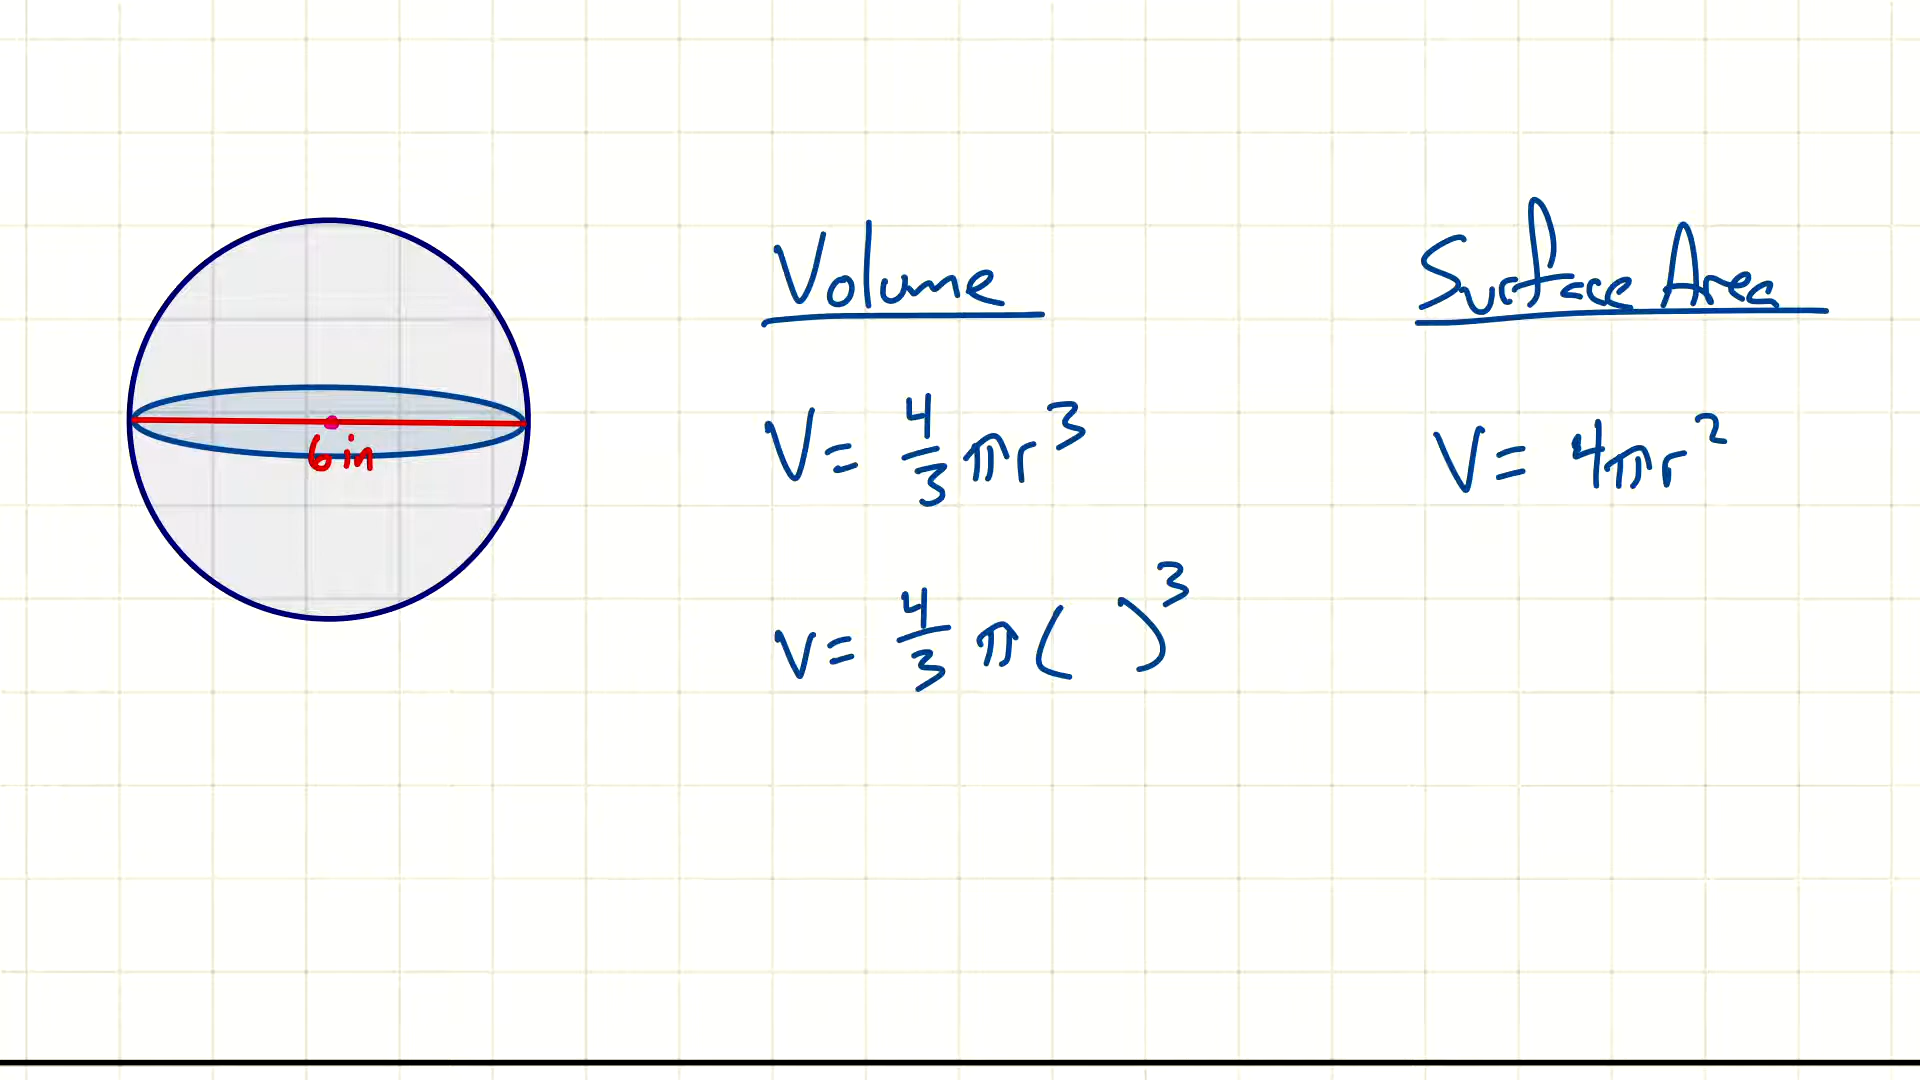 6 in
Volume
V = 4/3 πr³
V = 4/3 π( )³
Surface Area
V = 4πr²